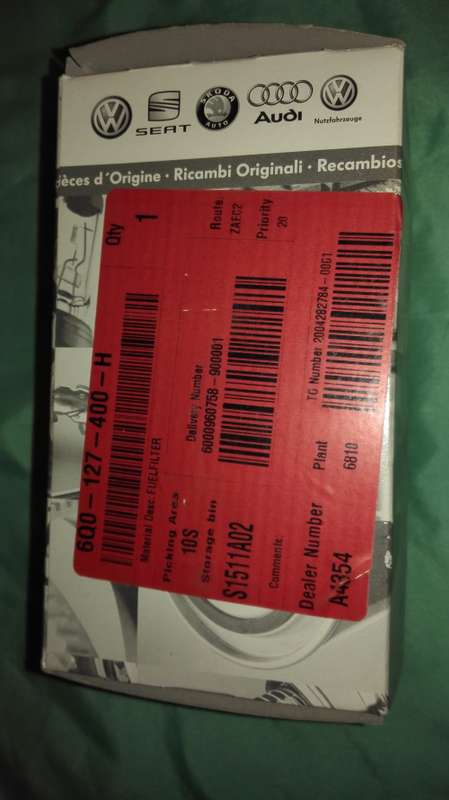 SEAT
SKODA
AUTO
Audi
Nutzfahrzeuge
ièces d'Origine · Ricambi Originali · Recambios
6Q0-127-400-H
Qty
1
Material Desc: FUELFILTER
Picking Area
10S
Storage bin
S1511A02
Delivery Number
6000960758-900001
Route
ZAEC2
Priority
20
Comments
Dealer Number
A4354
Plant
6810
TG Number 2004282784-0001